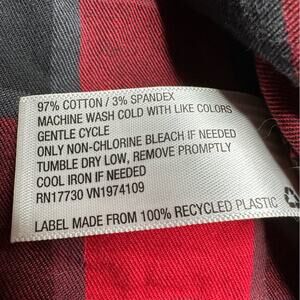 97% COTTON / 3% SPANDEX
MACHINE WASH COLD WITH LIKE COLORS
GENTLE CYCLE
ONLY NON-CHLORINE BLEACH IF NEEDED
TUMBLE DRY LOW, REMOVE PROMPTLY
COOL IRON IF NEEDED
RN17730 VN1974109
LABEL MADE FROM 100% RECYCLED PLASTIC